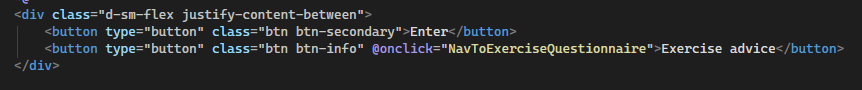 <div class="d-sm-flex justify-content-between">
    <button type="button" class="btn btn-secondary">Enter</button>
    <button type="button" class="btn btn-info" @onclick="NavToExerciseQuestionnaire">Exercise advice</button>
</div>